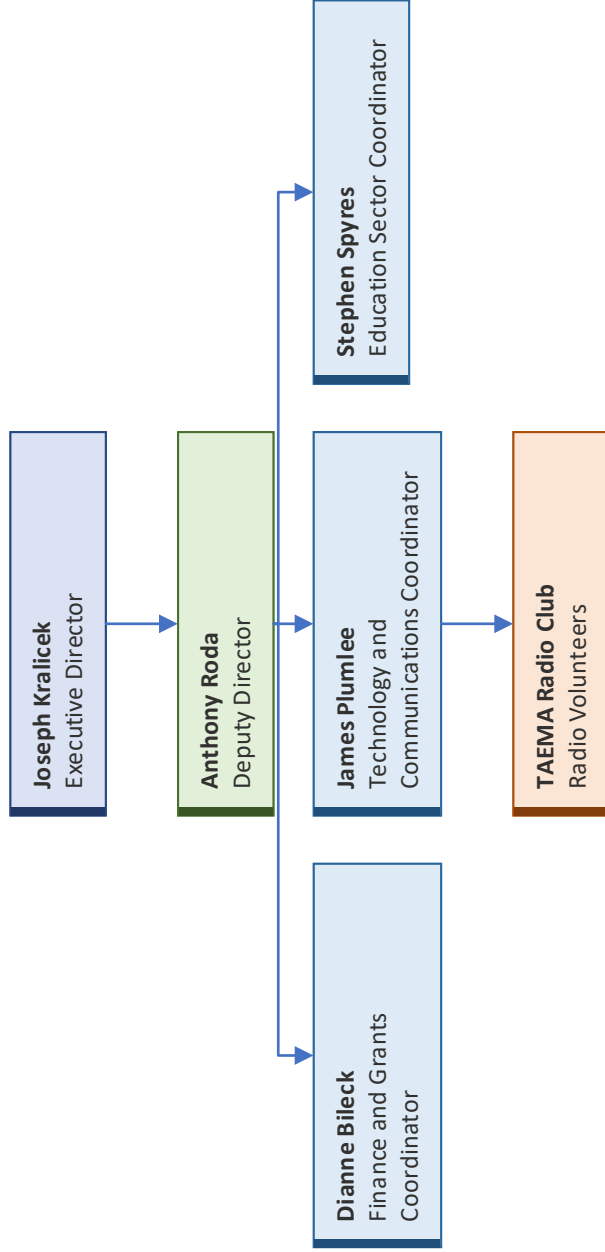 Joseph Kralicek
Executive Director
Anthony Roda
Deputy Director
Dianne Bileck
Finance and Grants
Coordinator
James Plumlee
Technology and
Communications Coordinator
Stephen Spyres
Education Sector Coordinator
TAEMA Radio Club
Radio Volunteers